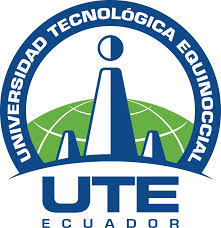 UNIVERSIDAD TECNOLÓGICA EQUINOCCIAL
UTE
ECUADOR